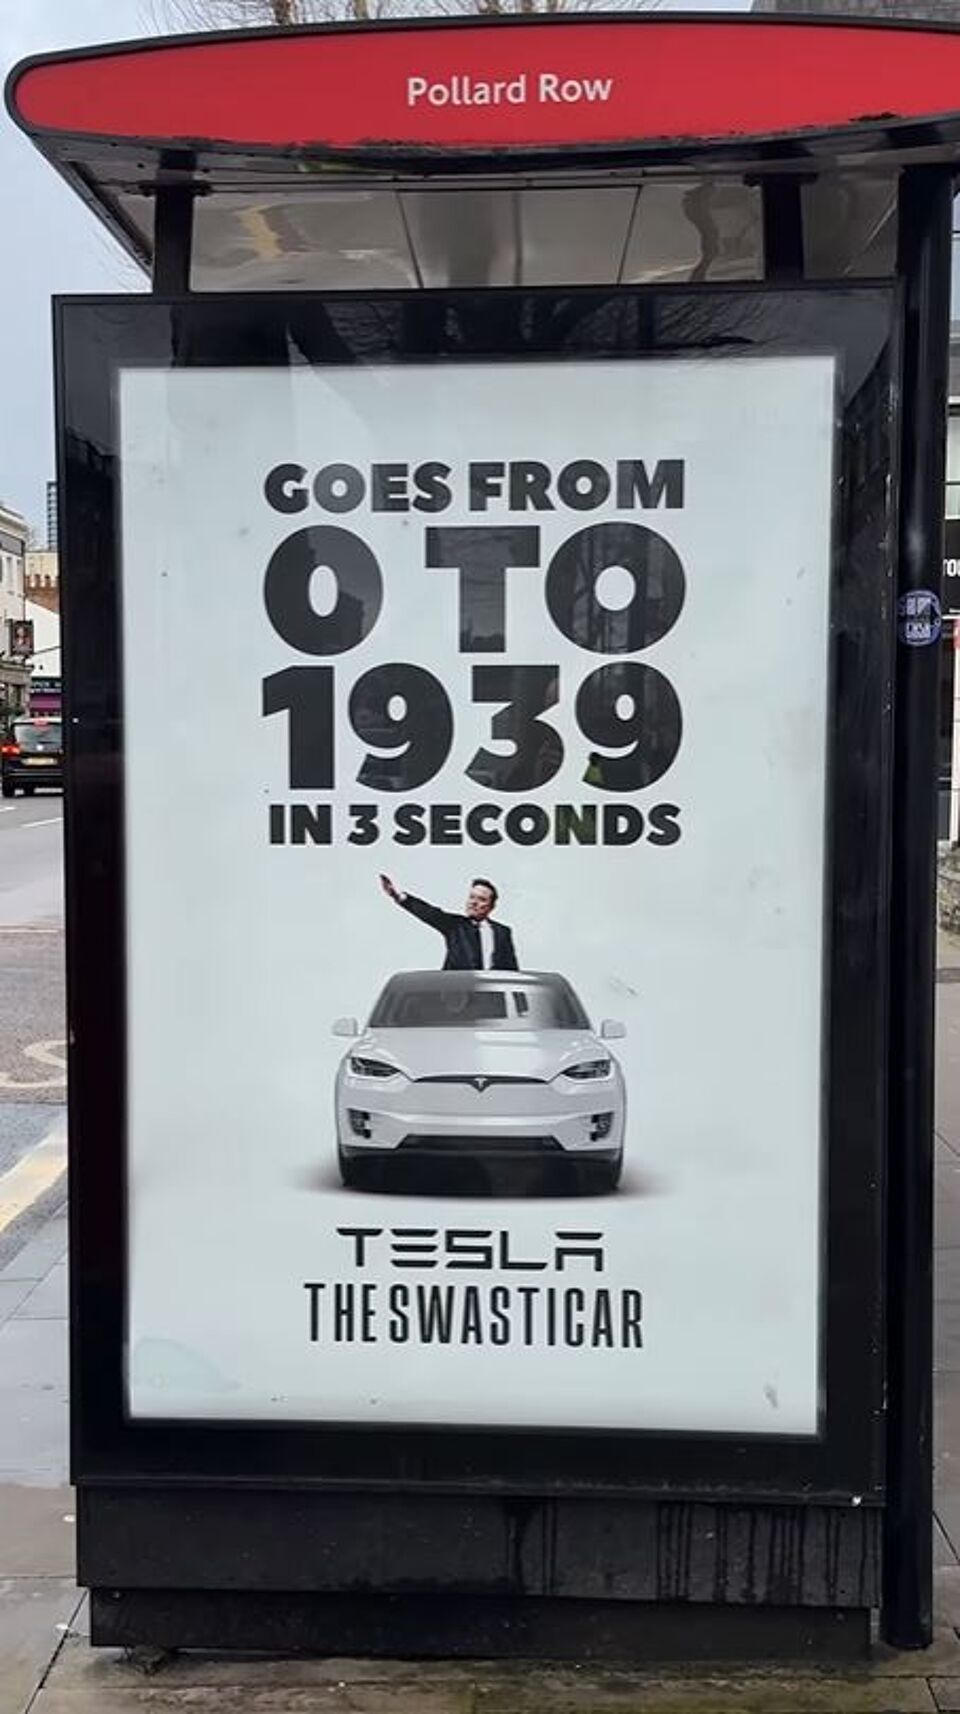 Pollard Row
GOES FROM
0 TO
1939
IN 3 SECONDS
TESLA
THE SWASTICAR